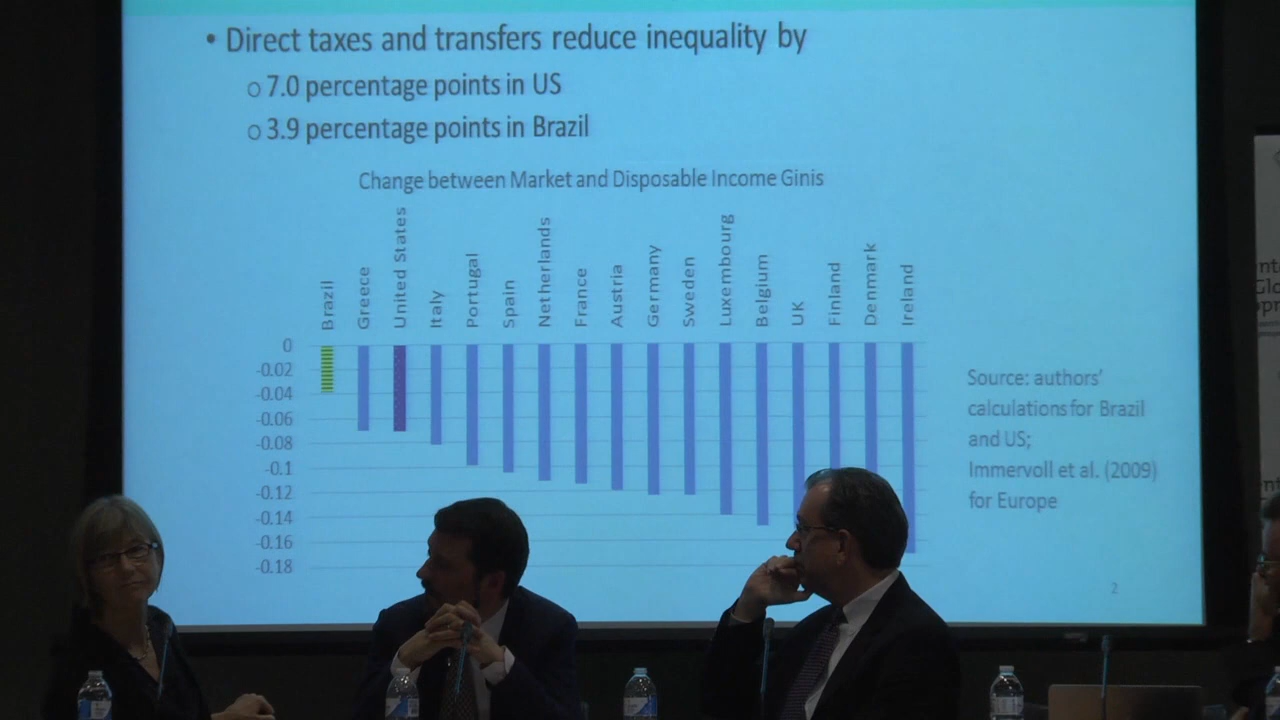 • Direct taxes and transfers reduce inequality by
o 7.0 percentage points in US
o 3.9 percentage points in Brazil
Change between Market and Disposable Income Ginis
Brazil
Greece
United States
Italy
Portugal
Spain
Netherlands
France
Austria
Germany
Sweden
Luxembourg
Belgium
UK
Finland
Denmark
Ireland
0
-0.02
-0.04
-0.06
-0.08
-0.1
-0.12
-0.14
-0.16
-0.18
Source: authors'
calculations for Brazil
and US;
Immervoll et al. (2009)
for Europe
2